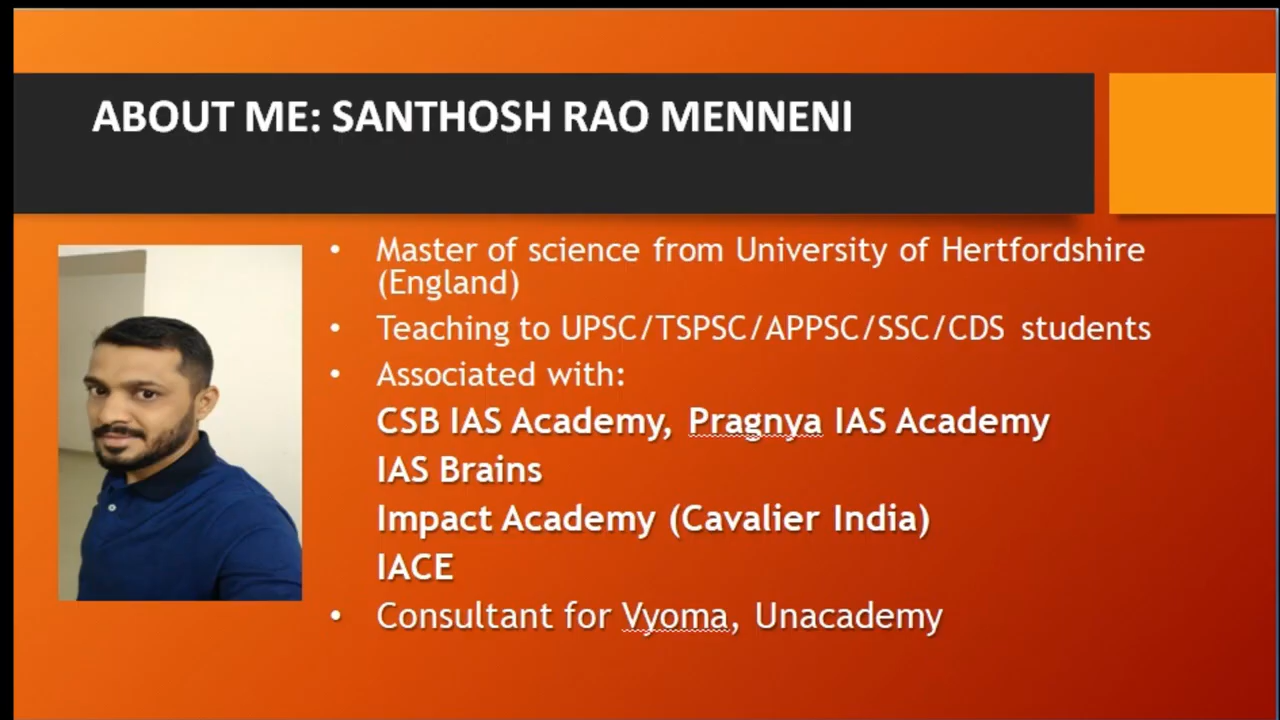 ABOUT ME: SANTHOSH RAO MENNENI
• Master of science from University of Hertfordshire
(England)
• Teaching to UPSC/TSPSC/APPSC/SSC/CDS students
• Associated with:
CSB IAS Academy, Pragnya IAS Academy
IAS Brains
Impact Academy (Cavalier India)
IACE
• Consultant for Vyoma, Unacademy